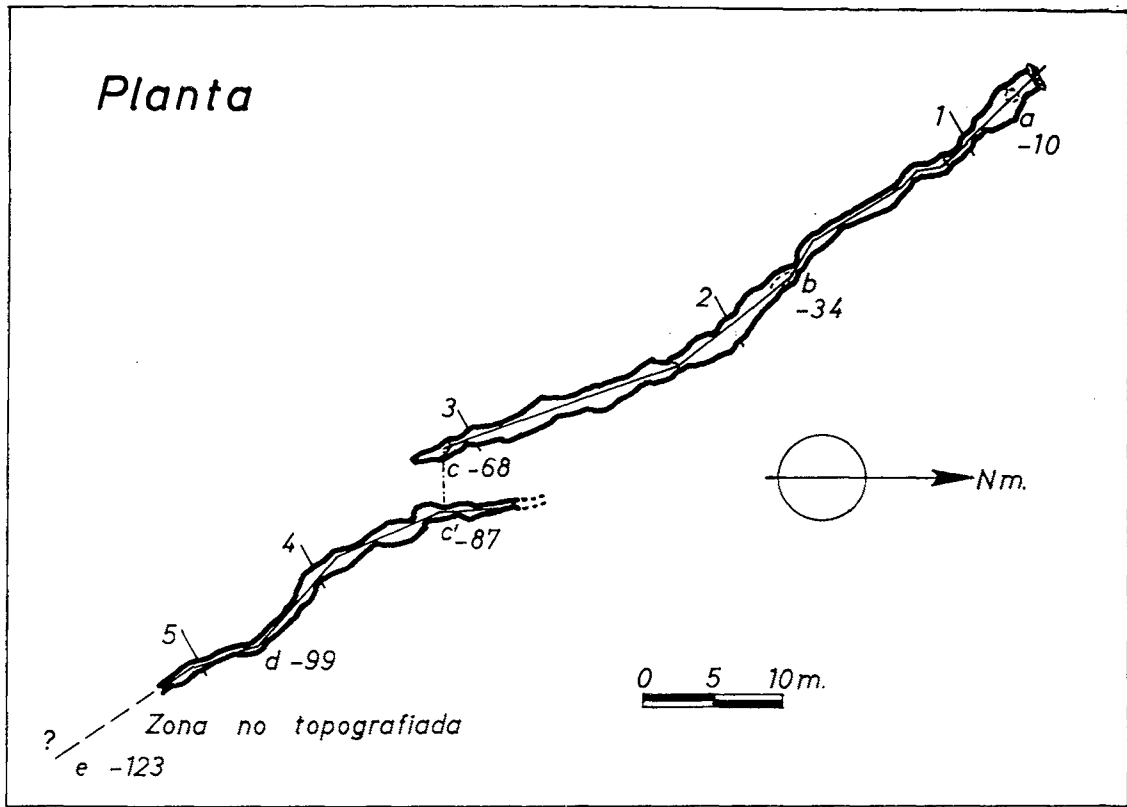 Planta
1
a
-10
b
-34
2
3
c -68
Nm.
c' -87
4
5
d -99
0 5 10 m.
Zona no topografiada
?
e -123